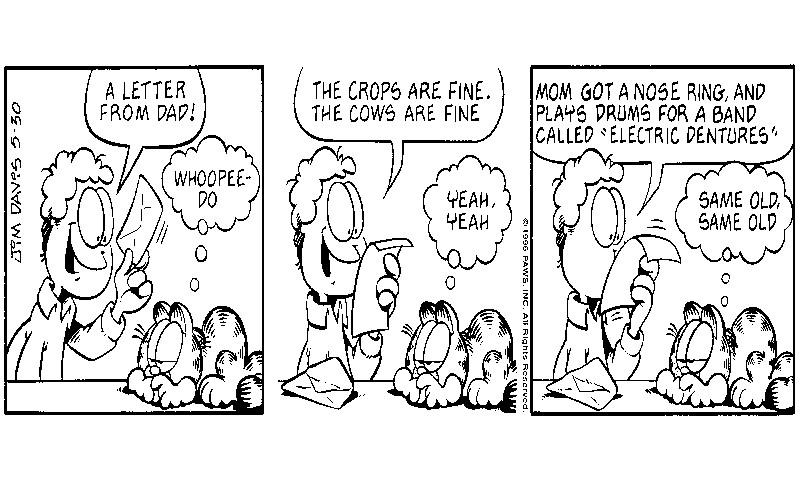 A LETTER
FROM DAD!
WHOOPEE-
DO
JIM DAVIS 5-30
THE CROPS ARE FINE.
THE COWS ARE FINE
YEAH,
YEAH
© 1996 PAWS, INC. All Rights Reserved.
MOM GOT A NOSE RING, AND
PLAYS DRUMS FOR A BAND
CALLED "ELECTRIC DENTURES"
SAME OLD,
SAME OLD